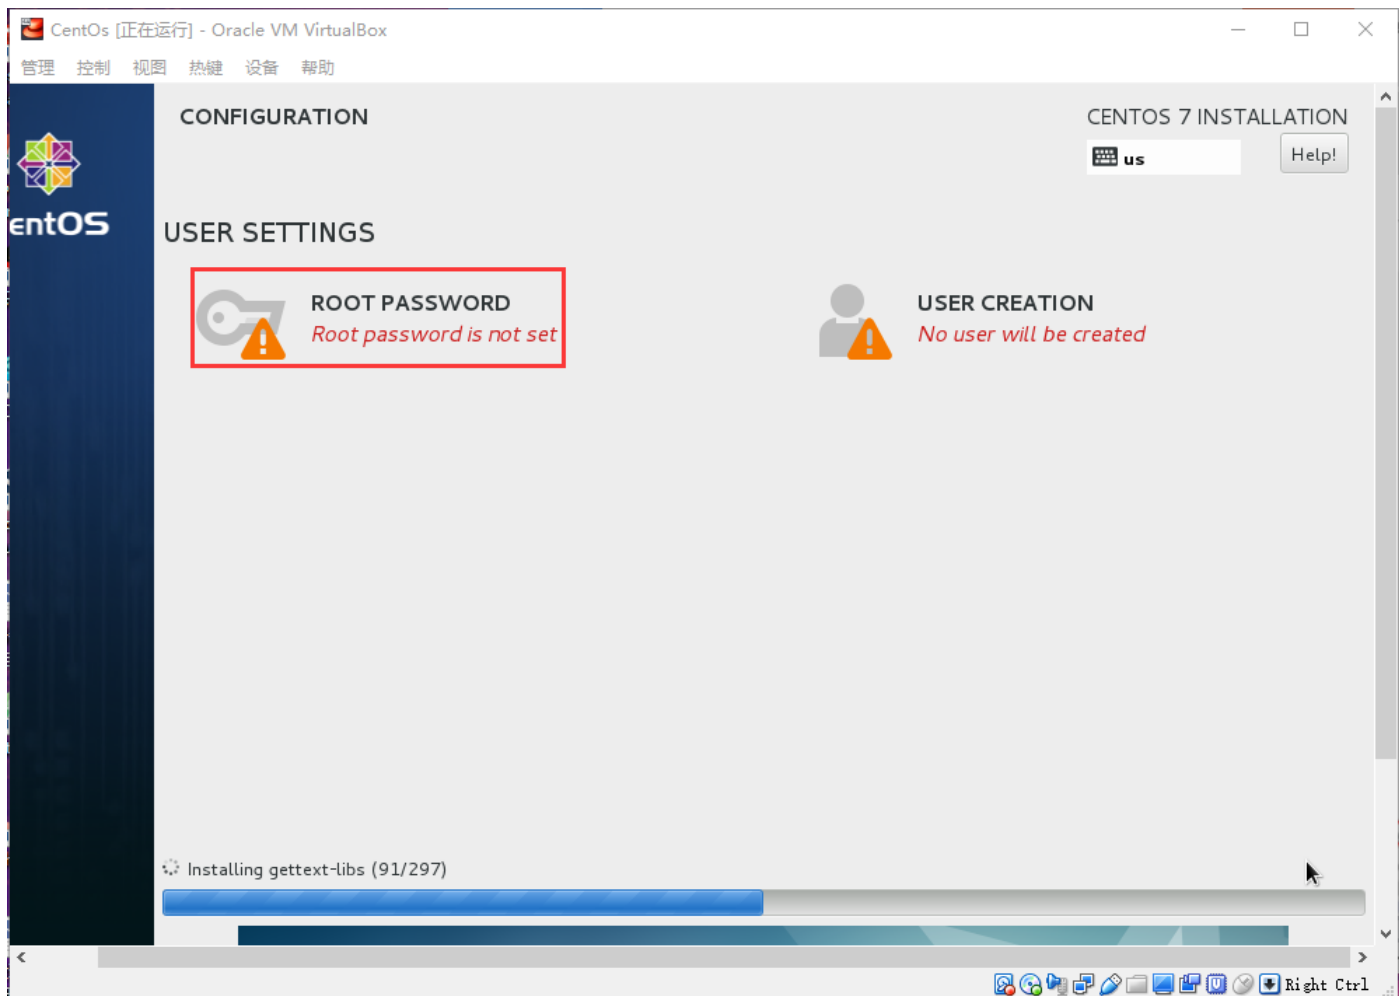 CentOs [正在运行] - Oracle VM VirtualBox
管理 控制 视图 热键 设备 帮助
CONFIGURATION
CENTOS 7 INSTALLATION
us
Help!
entOS
USER SETTINGS
ROOT PASSWORD
Root password is not set
USER CREATION
No user will be created
Installing gettext-libs (91/297)
Right Ctrl